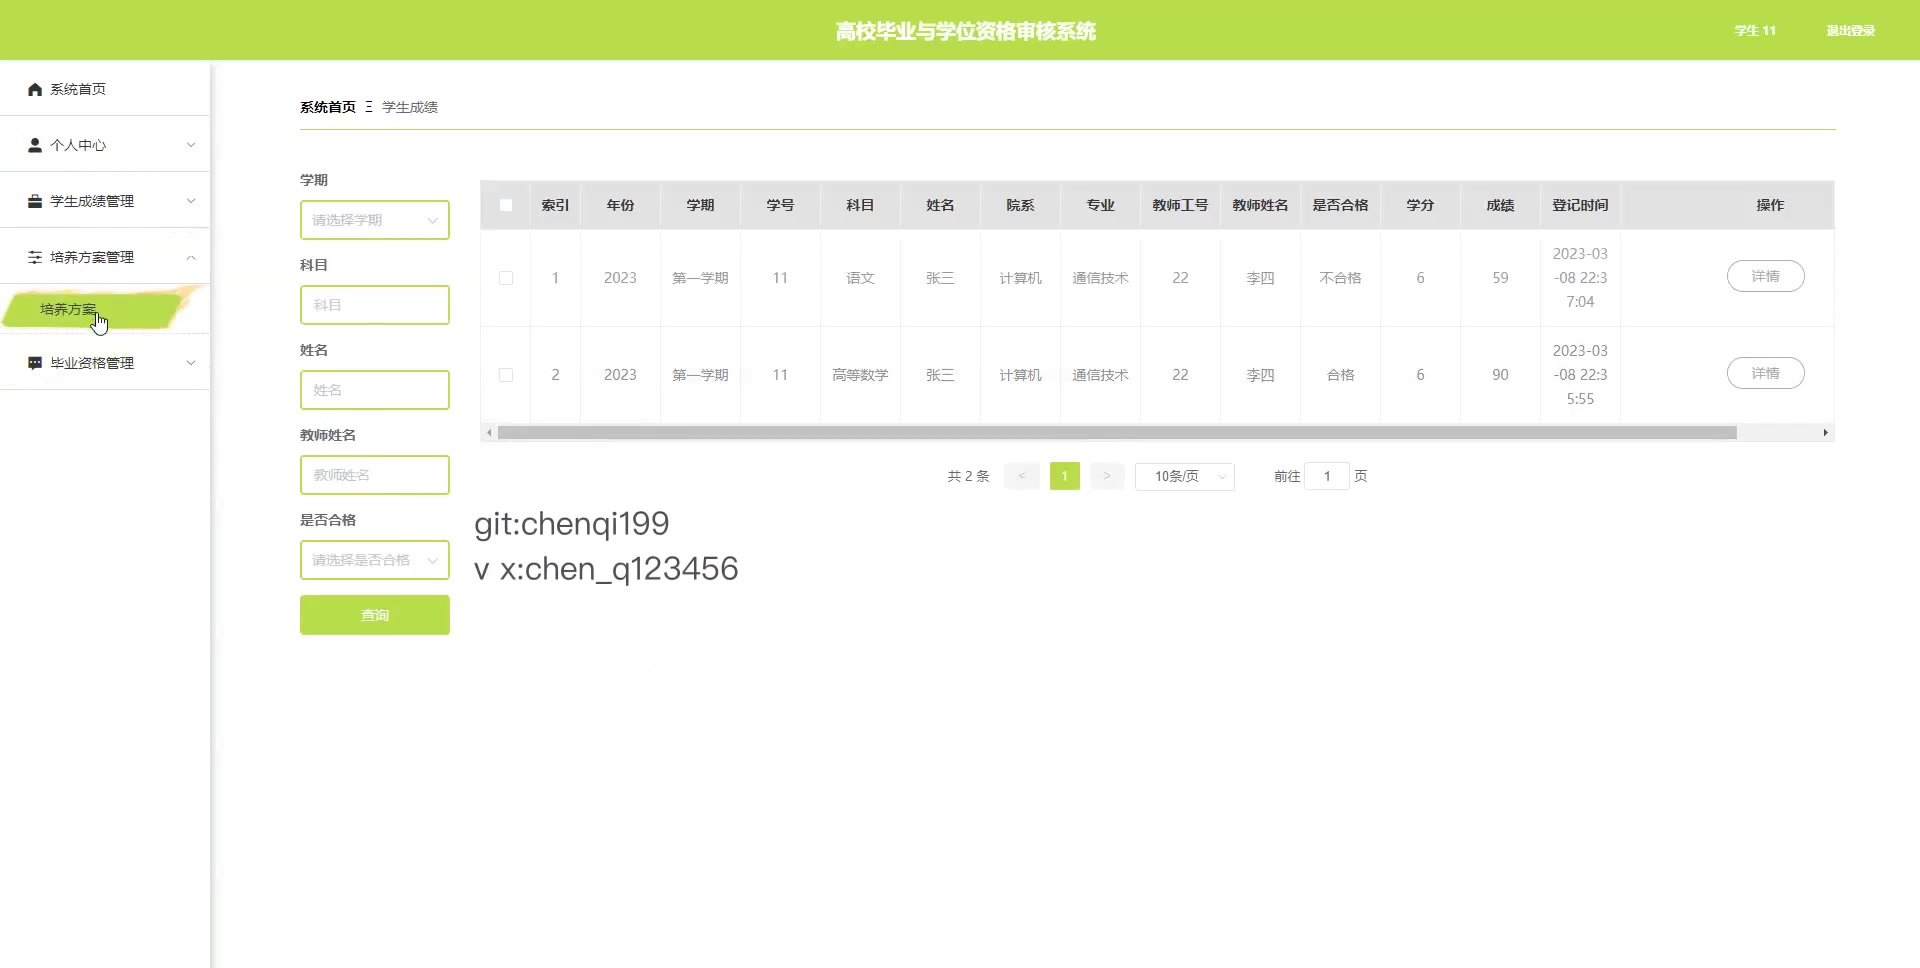 高校毕业与学位资格审核系统
学生 11
退出登录
系统首页
个人中心
学生成绩管理
培养方案管理
培养方案
毕业资格管理
系统首页 Ξ 学生成绩
学期
请选择学期
科目
科目
姓名
姓名
教师姓名
教师姓名
是否合格
请选择是否合格
查询
索引 年份 学期 学号 科目 姓名 院系 专业 教师工号 教师姓名 是否合格 学分 成绩 登记时间 操作
1 2023 第一学期 11 语文 张三 计算机 通信技术 22 李四 不合格 6 59 2023-03-08 22:37:04 详情
2 2023 第一学期 11 高等数学 张三 计算机 通信技术 22 李四 合格 6 90 2023-03-08 22:35:55 详情
共 2 条 < 1 > 10条/页 前往 1 页
git:chenqi199
v x:chen_q123456